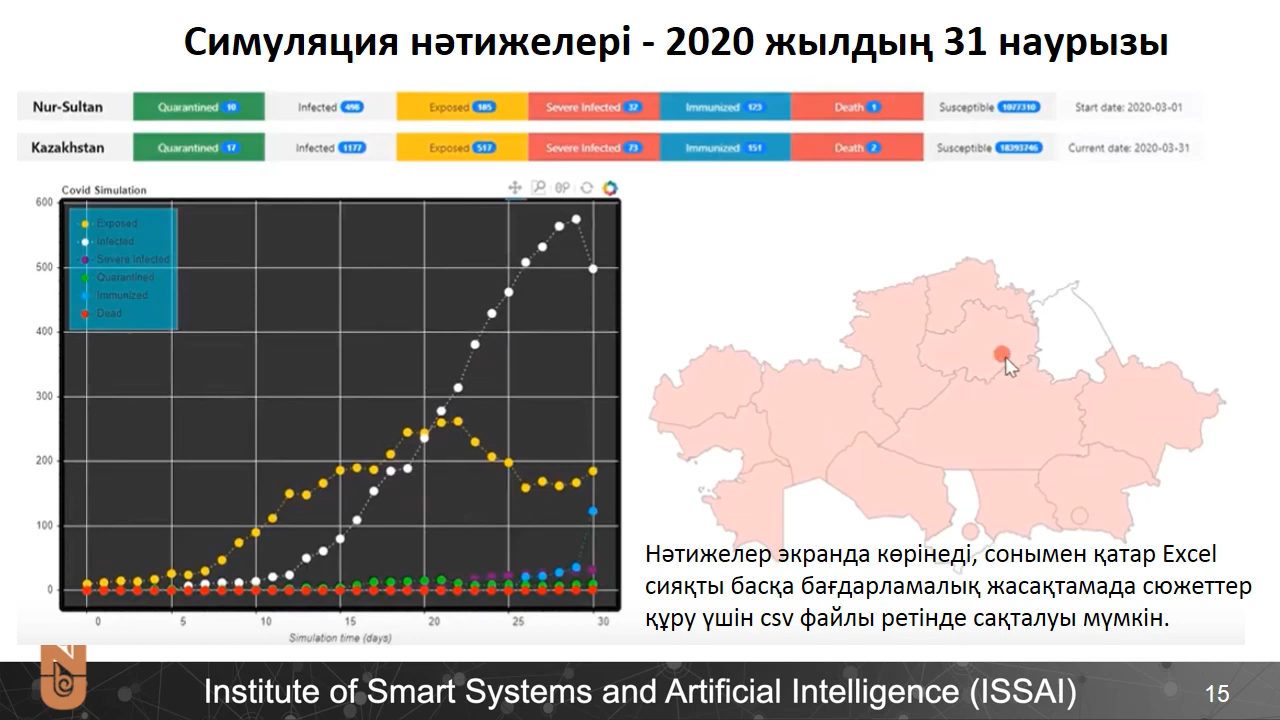 Симуляция нәтижелері - 2020 жылдың 31 наурызы
Nur-Sultan Quarantined 10 Infected 498 Exposed 185 Severe Infected 32 Immunized 123 Death 1 Susceptible 1077310 Start date: 2020-03-01
Kazakhstan Quarantined 17 Infected 1177 Exposed 517 Severe Infected 73 Immunized 151 Death 2 Susceptible 18393746 Current date: 2020-03-31
Covid Simulation
600
500
400
300
200
100
0
Exposed
Infected
Severe Infected
Quarantined
Immunized
Dead
0 5 10 15 20 25 30
Simulation time (days)
Нәтижелер экранда көрінеді, сонымен қатар Excel
сияқты басқа бағдарламалық жасақтамада сюжеттер
құру үшін csv файлы ретінде сақталуы мүмкін.
Institute of Smart Systems and Artificial Intelligence (ISSAI)
15